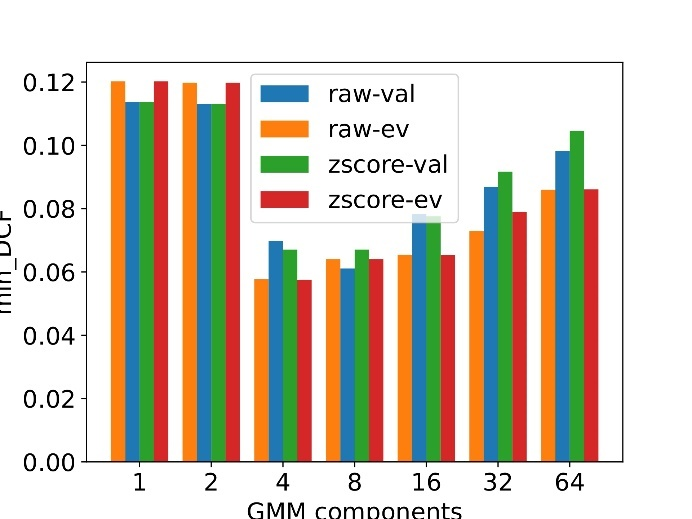 0.12
0.10
0.08
0.06
0.04
0.02
0.00
min_DCF
raw-val
raw-ev
zscore-val
zscore-ev
1 2 4 8 16 32 64
GMM components